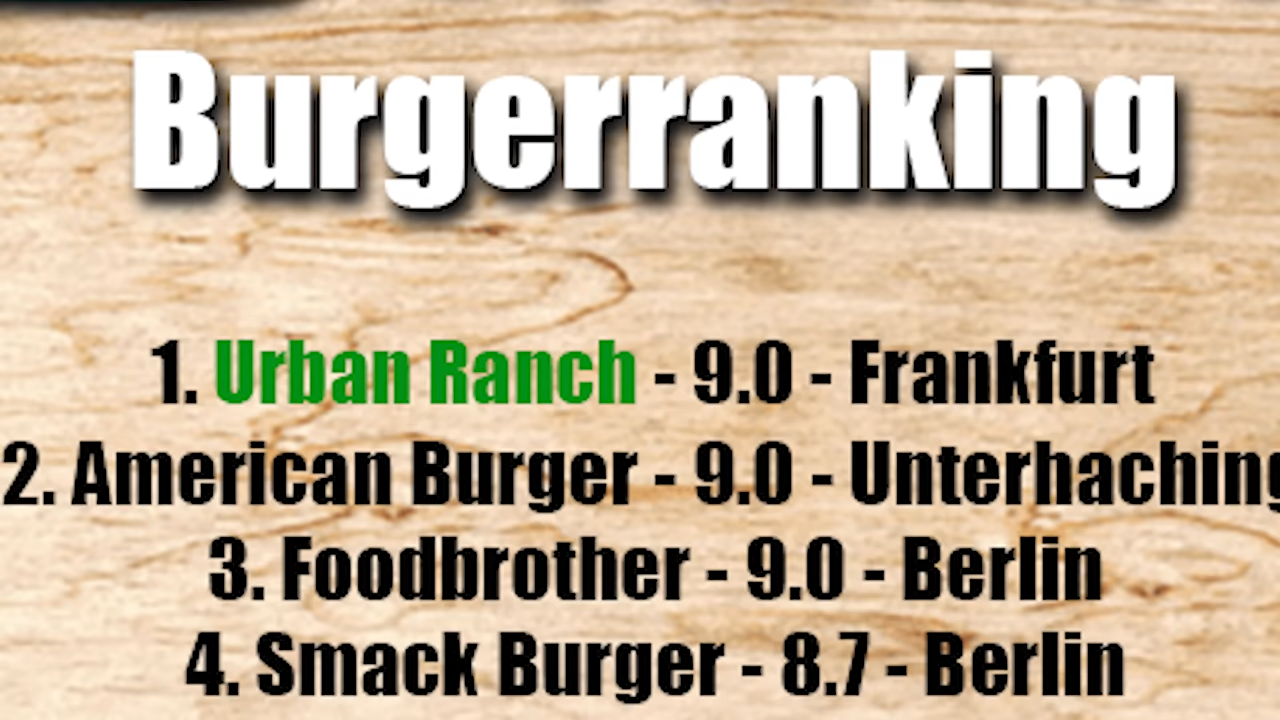 Burgerranking
1. Urban Ranch - 9.0 - Frankfurt
2. American Burger - 9.0 - Unterhaching
3. Foodbrother - 9.0 - Berlin
4. Smack Burger - 8.7 - Berlin